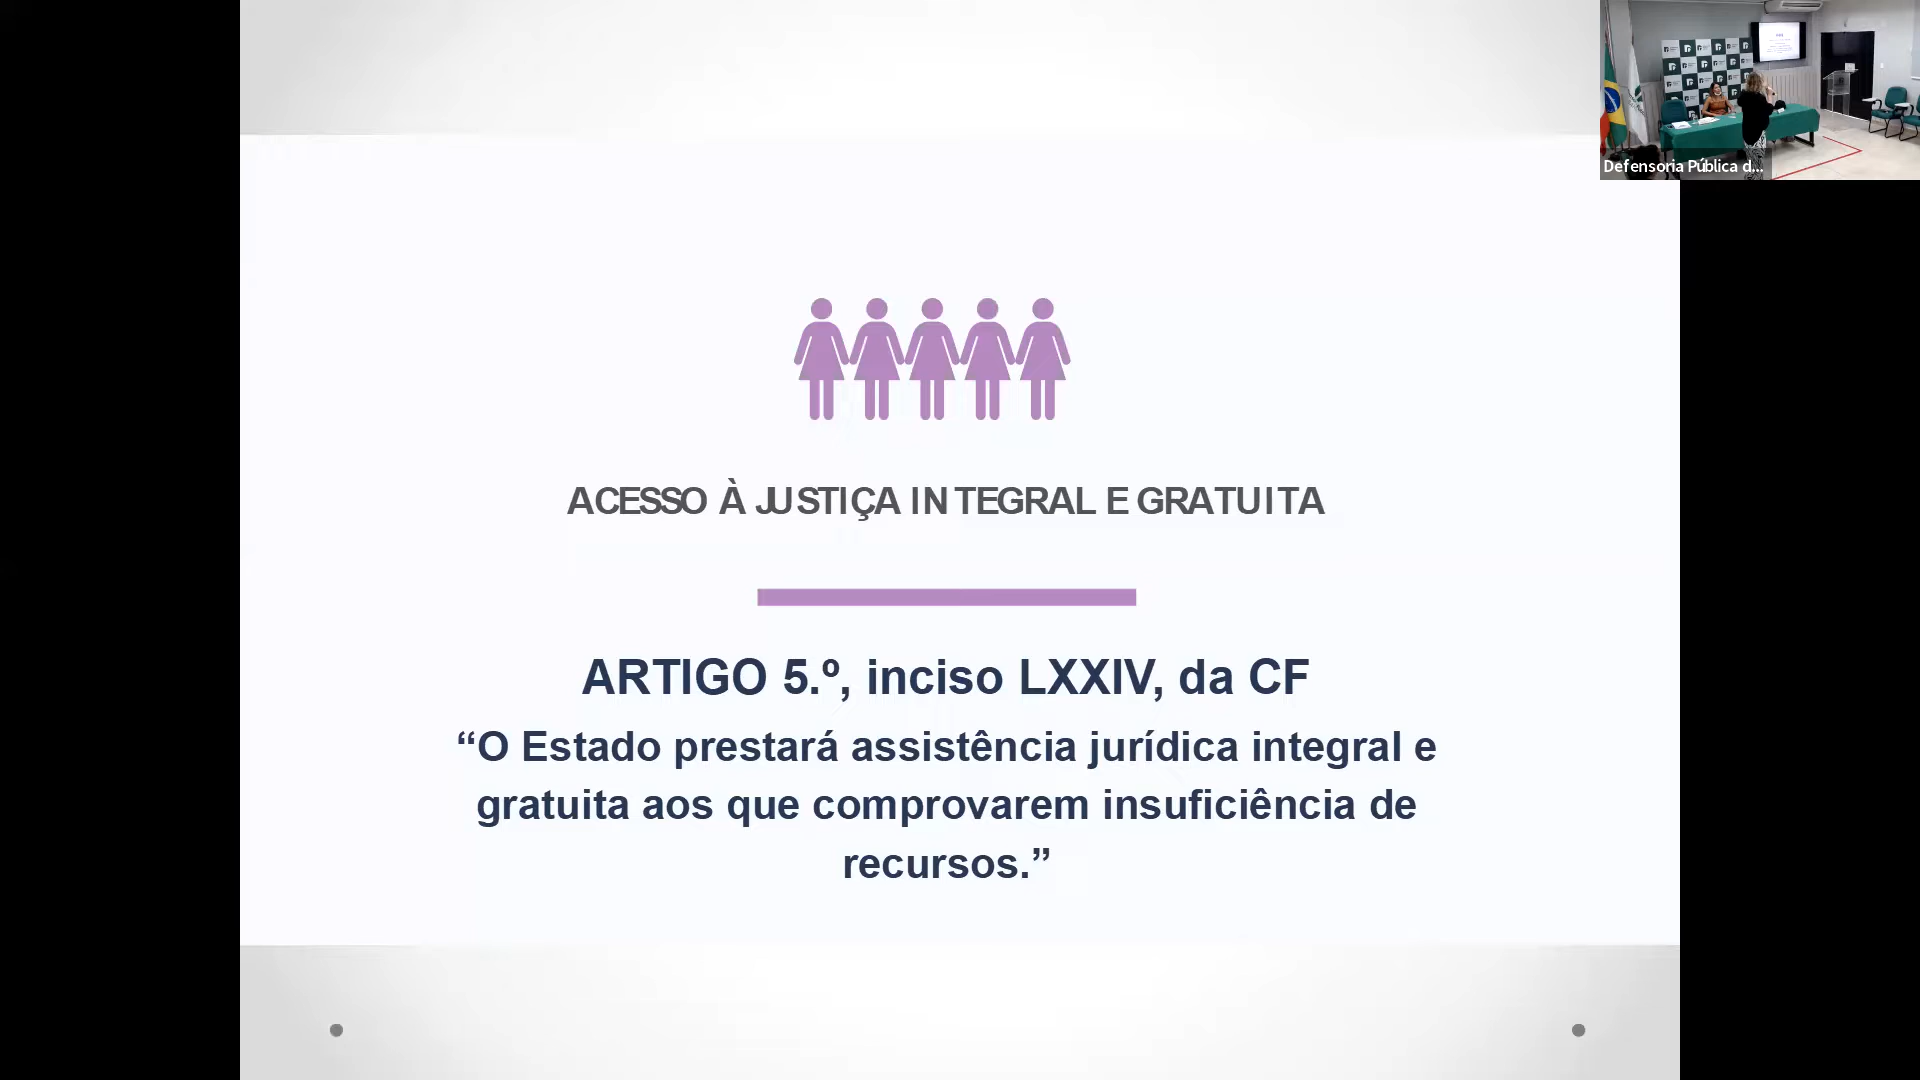 Defensoria Pública d...
ACESSO À JUSTIÇA INTEGRAL E GRATUITA
ARTIGO 5.º, inciso LXXIV, da CF
“O Estado prestará assistência jurídica integral e
gratuita aos que comprovarem insuficiência de
recursos.”